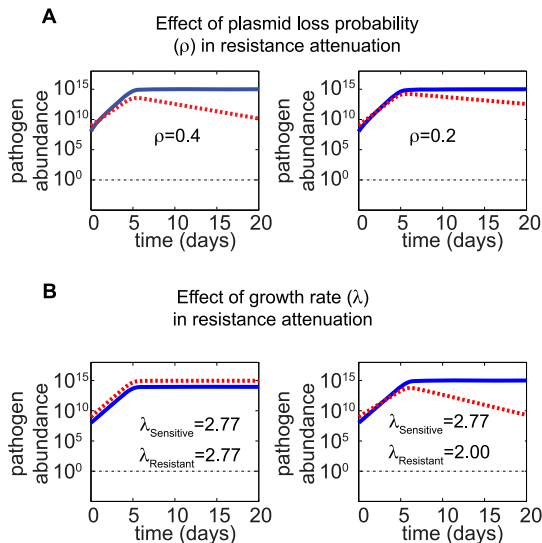 A
Effect of plasmid loss probability
(ρ) in resistance attenuation
pathogen
abundance
10^15
10^10
10^5
10^0
ρ=0.4
0 5 10 15 20
time (days)
pathogen
abundance
10^15
10^10
10^5
10^0
ρ=0.2
0 5 10 15 20
time (days)
B
Effect of growth rate (λ)
in resistance attenuation
pathogen
abundance
10^15
10^10
10^5
10^0
λSensitive=2.77
λResistant=2.77
0 5 10 15 20
time (days)
pathogen
abundance
10^15
10^10
10^5
10^0
λSensitive=2.77
λResistant=2.00
0 5 10 15 20
time (days)